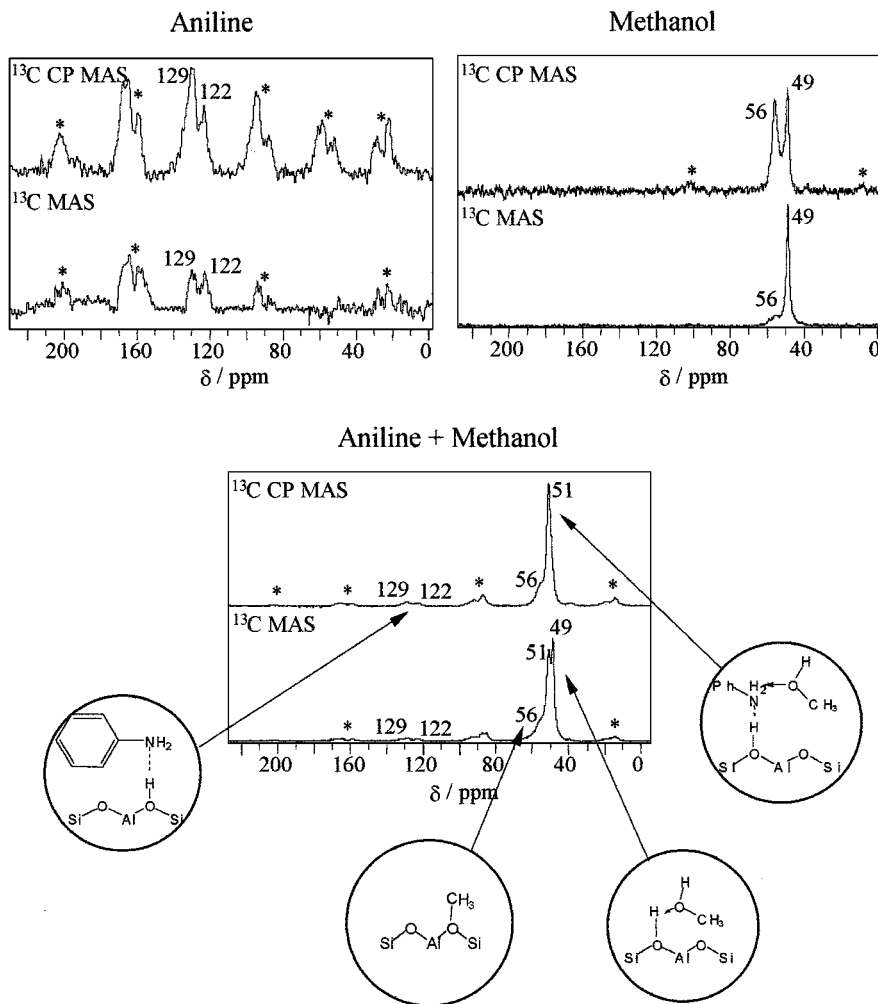 Aniline
Methanol
¹³C CP MAS
129
122
*
*
*
*
*
¹³C MAS
129
122
*
*
*
*
200 160 120 80 40 0
δ / ppm
¹³C CP MAS
49
56
*
*
¹³C MAS
49
56
200 160 120 80 40 0
δ / ppm
Aniline + Methanol
¹³C CP MAS
51
56
129 122
*
*
*
*
¹³C MAS
49
51
56
129 122
*
*
200 160 120 80 40 0
δ / ppm
NH₂
H
Si O Al O Si
H
Ph H₂ O
N CH₃
H
O O
Si Al Si
CH₃
O O
Si Al Si
H
H O
CH₃
O O
Si Al Si